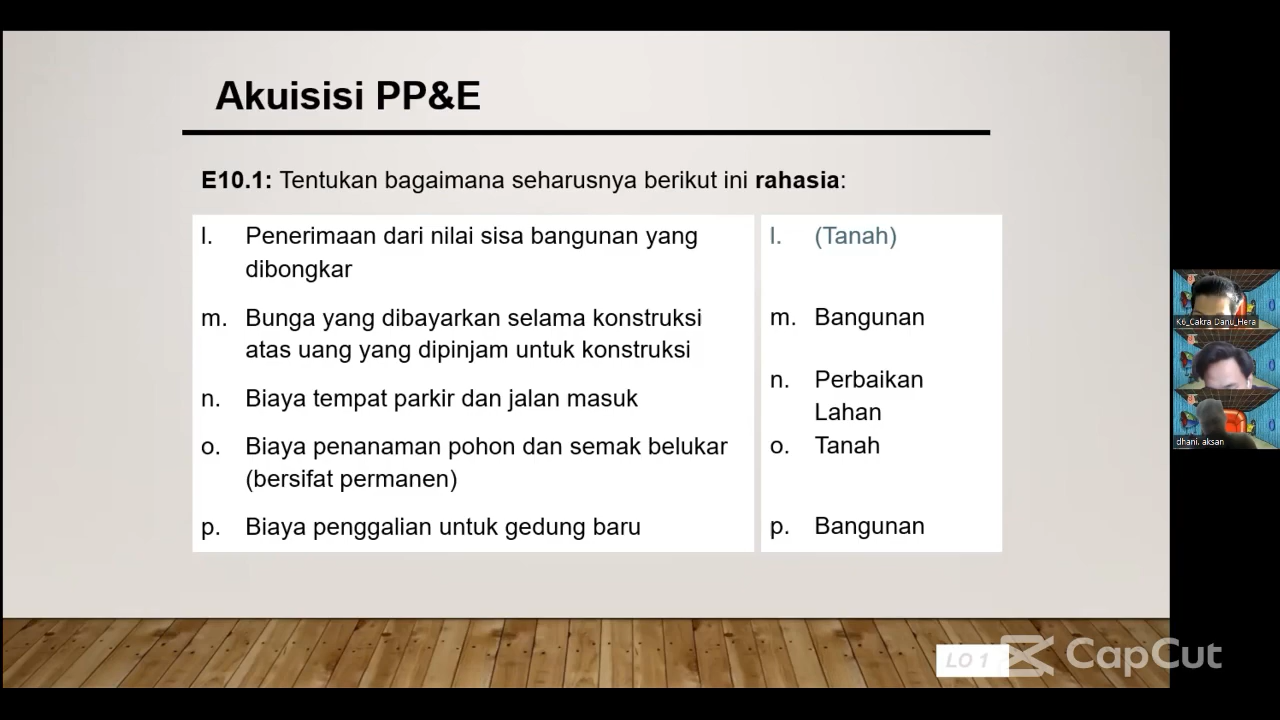 Akuisisi PP&E
E10.1: Tentukan bagaimana seharusnya berikut ini rahasia:
l. Penerimaan dari nilai sisa bangunan yang
dibongkar
m. Bunga yang dibayarkan selama konstruksi
atas uang yang dipinjam untuk konstruksi
n. Biaya tempat parkir dan jalan masuk
o. Biaya penanaman pohon dan semak belukar
(bersifat permanen)
p. Biaya penggalian untuk gedung baru
l. (Tanah)
m. Bangunan
n. Perbaikan
Lahan
o. Tanah
p. Bangunan
K6_Cakra Danu_Hera
dhani. aksan
LO 1
CapCut